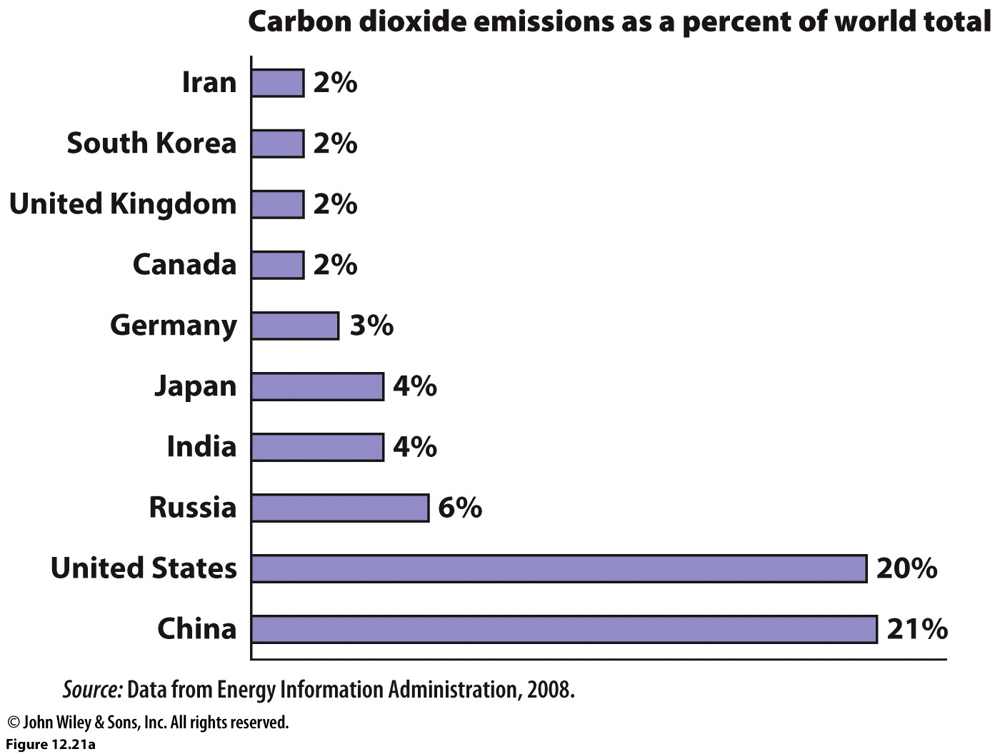 Carbon dioxide emissions as a percent of world total
Iran 2%
South Korea 2%
United Kingdom 2%
Canada 2%
Germany 3%
Japan 4%
India 4%
Russia 6%
United States 20%
China 21%
Source: Data from Energy Information Administration, 2008.
© John Wiley & Sons, Inc. All rights reserved.
Figure 12.21a